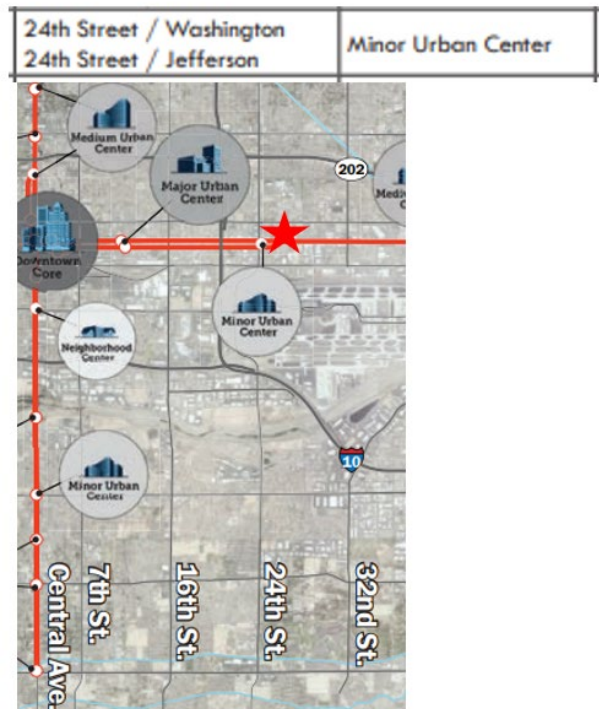 24th Street / Washington
24th Street / Jefferson
Minor Urban Center
Medium Urban
Center
Major Urban
Center
202
Downtown
Core
Minor Urban
Center
Neighborhood
Center
10
Minor Urban
Center
Central Ave.
7th St.
16th St.
24th St.
32nd St.